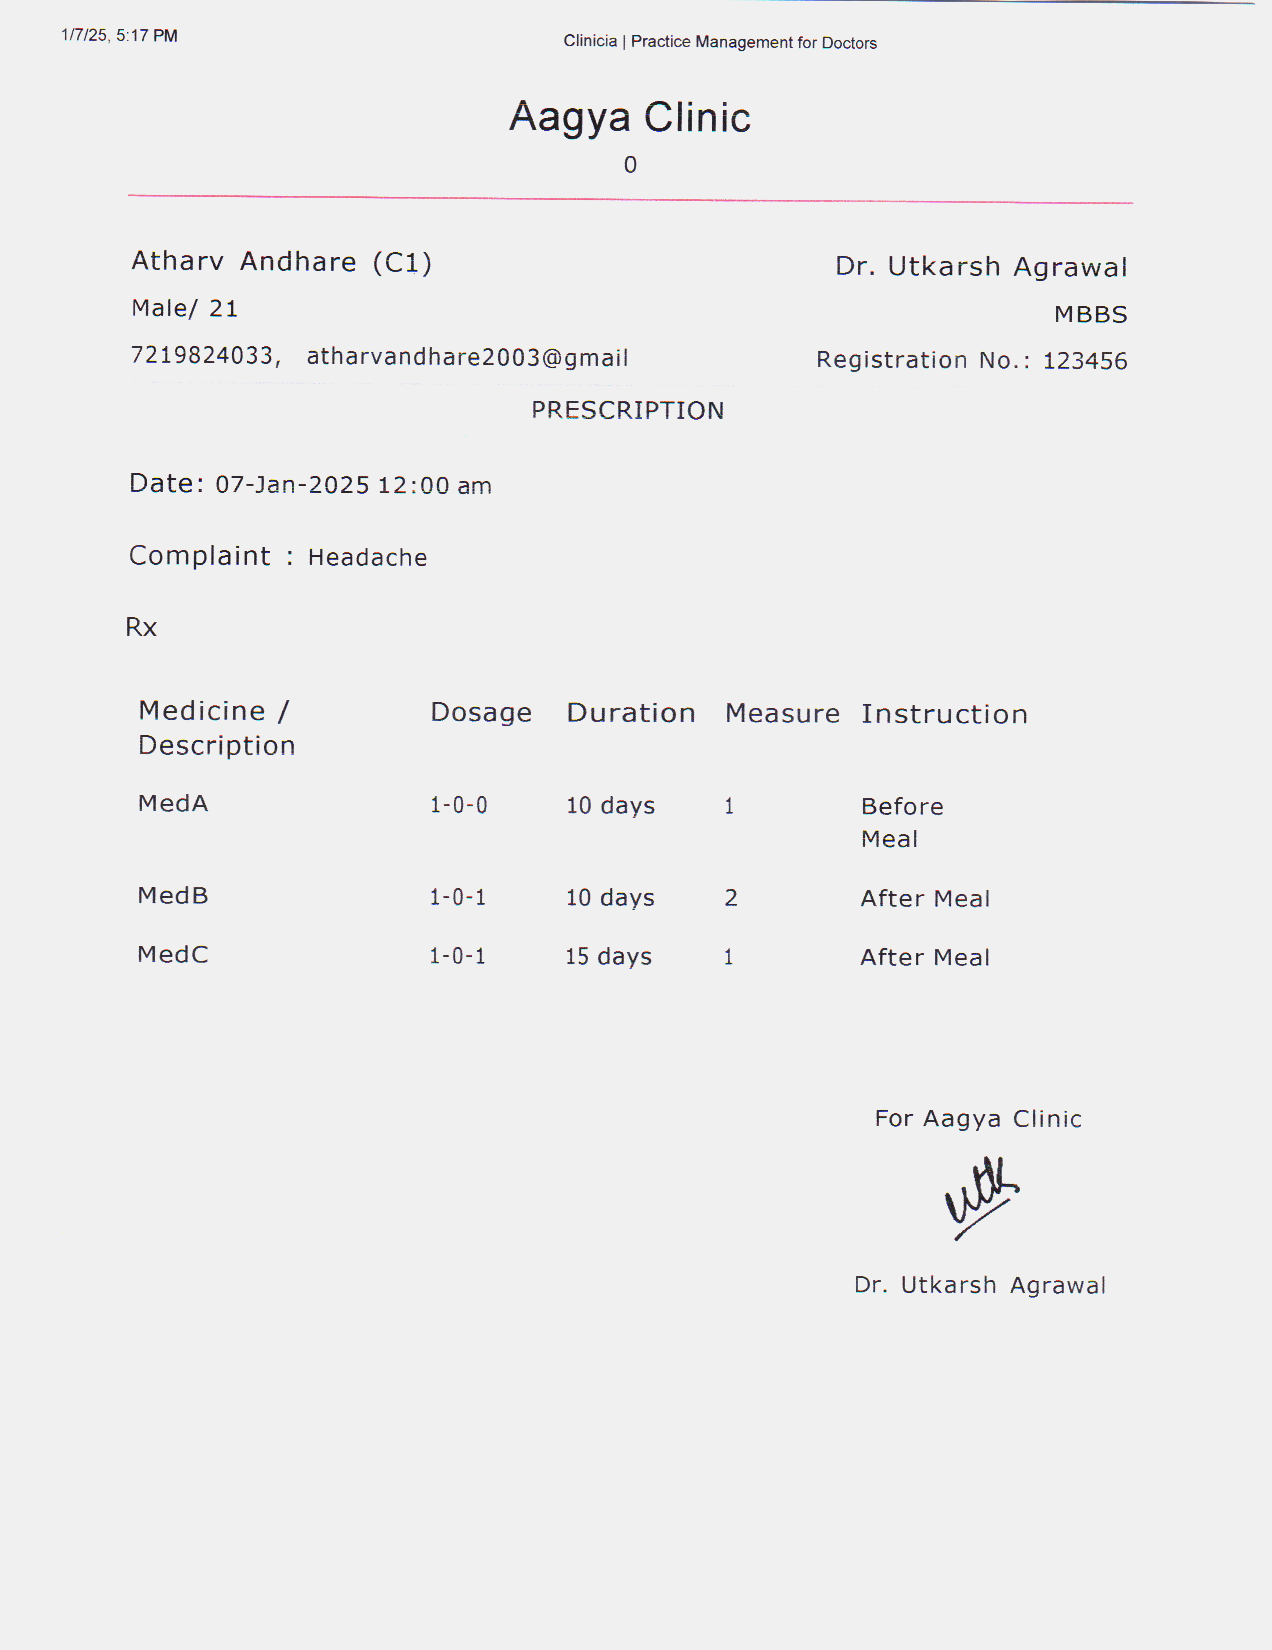 1/7/25, 5:17 PM
Clinicia | Practice Management for Doctors
Aagya Clinic
0
Atharv Andhare (C1)
Dr. Utkarsh Agrawal
Male/ 21
MBBS
7219824033, atharvandhare2003@gmail
Registration No.: 123456
PRESCRIPTION
Date: 07-Jan-2025 12:00 am
Complaint : Headache
Rx
Medicine / Dosage Duration Measure Instruction
Description
MedA 1-0-0 10 days 1 Before
Meal
MedB 1-0-1 10 days 2 After Meal
MedC 1-0-1 15 days 1 After Meal
For Aagya Clinic
utk
Dr. Utkarsh Agrawal